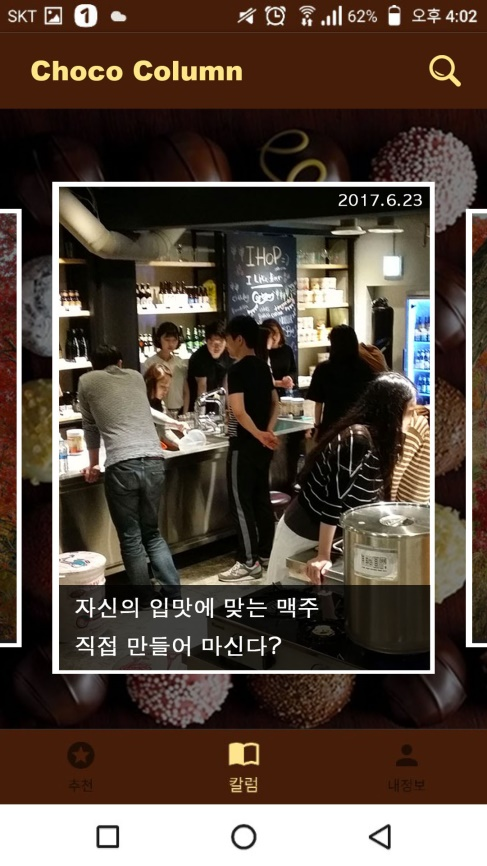 SKT 1 62% 오후 4:02
Choco Column
2017.6.23
IHOP
자신의 입맛에 맞는 맥주
직접 만들어 마신다?
추천 칼럼 내정보